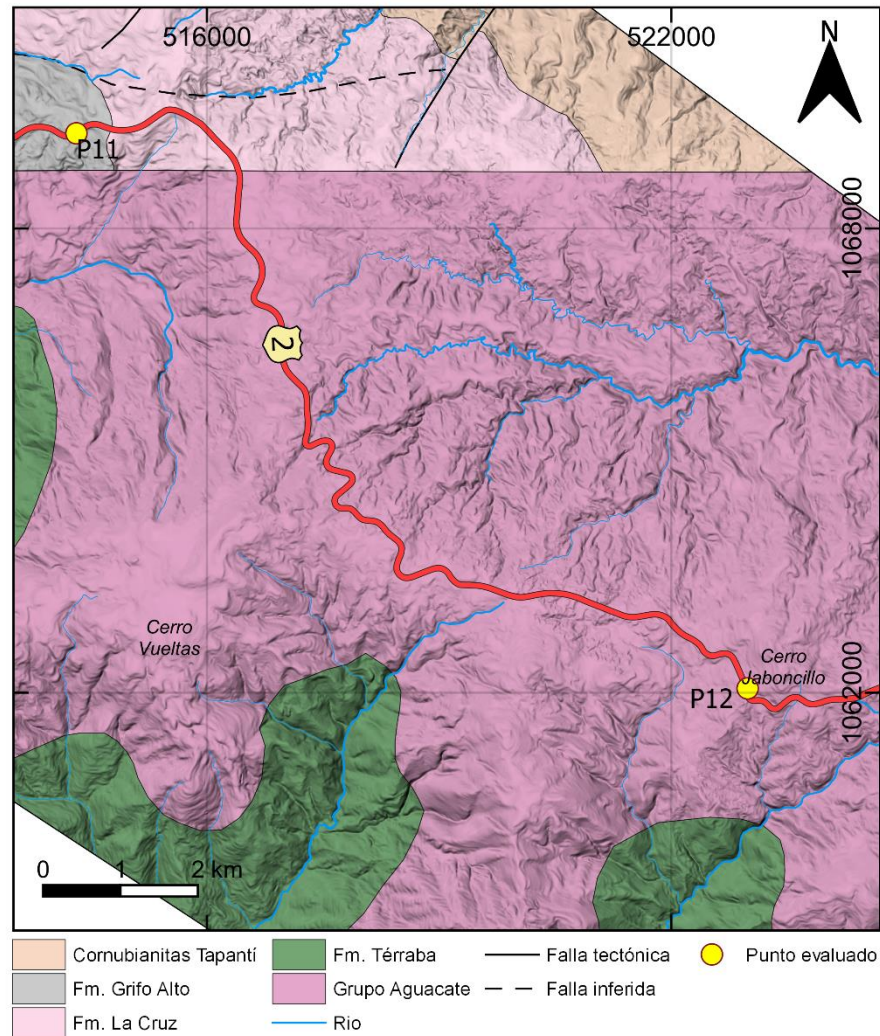 516000
522000
N
P11
1068000
2
Cerro
Vueltas
Cerro
Jaboncillo
P12
1062000
0 1 2 km
Cornubianitas Tapantí
Fm. Térraba
Falla tectónica
Punto evaluado
Fm. Grifo Alto
Grupo Aguacate
Falla inferida
Fm. La Cruz
Rio